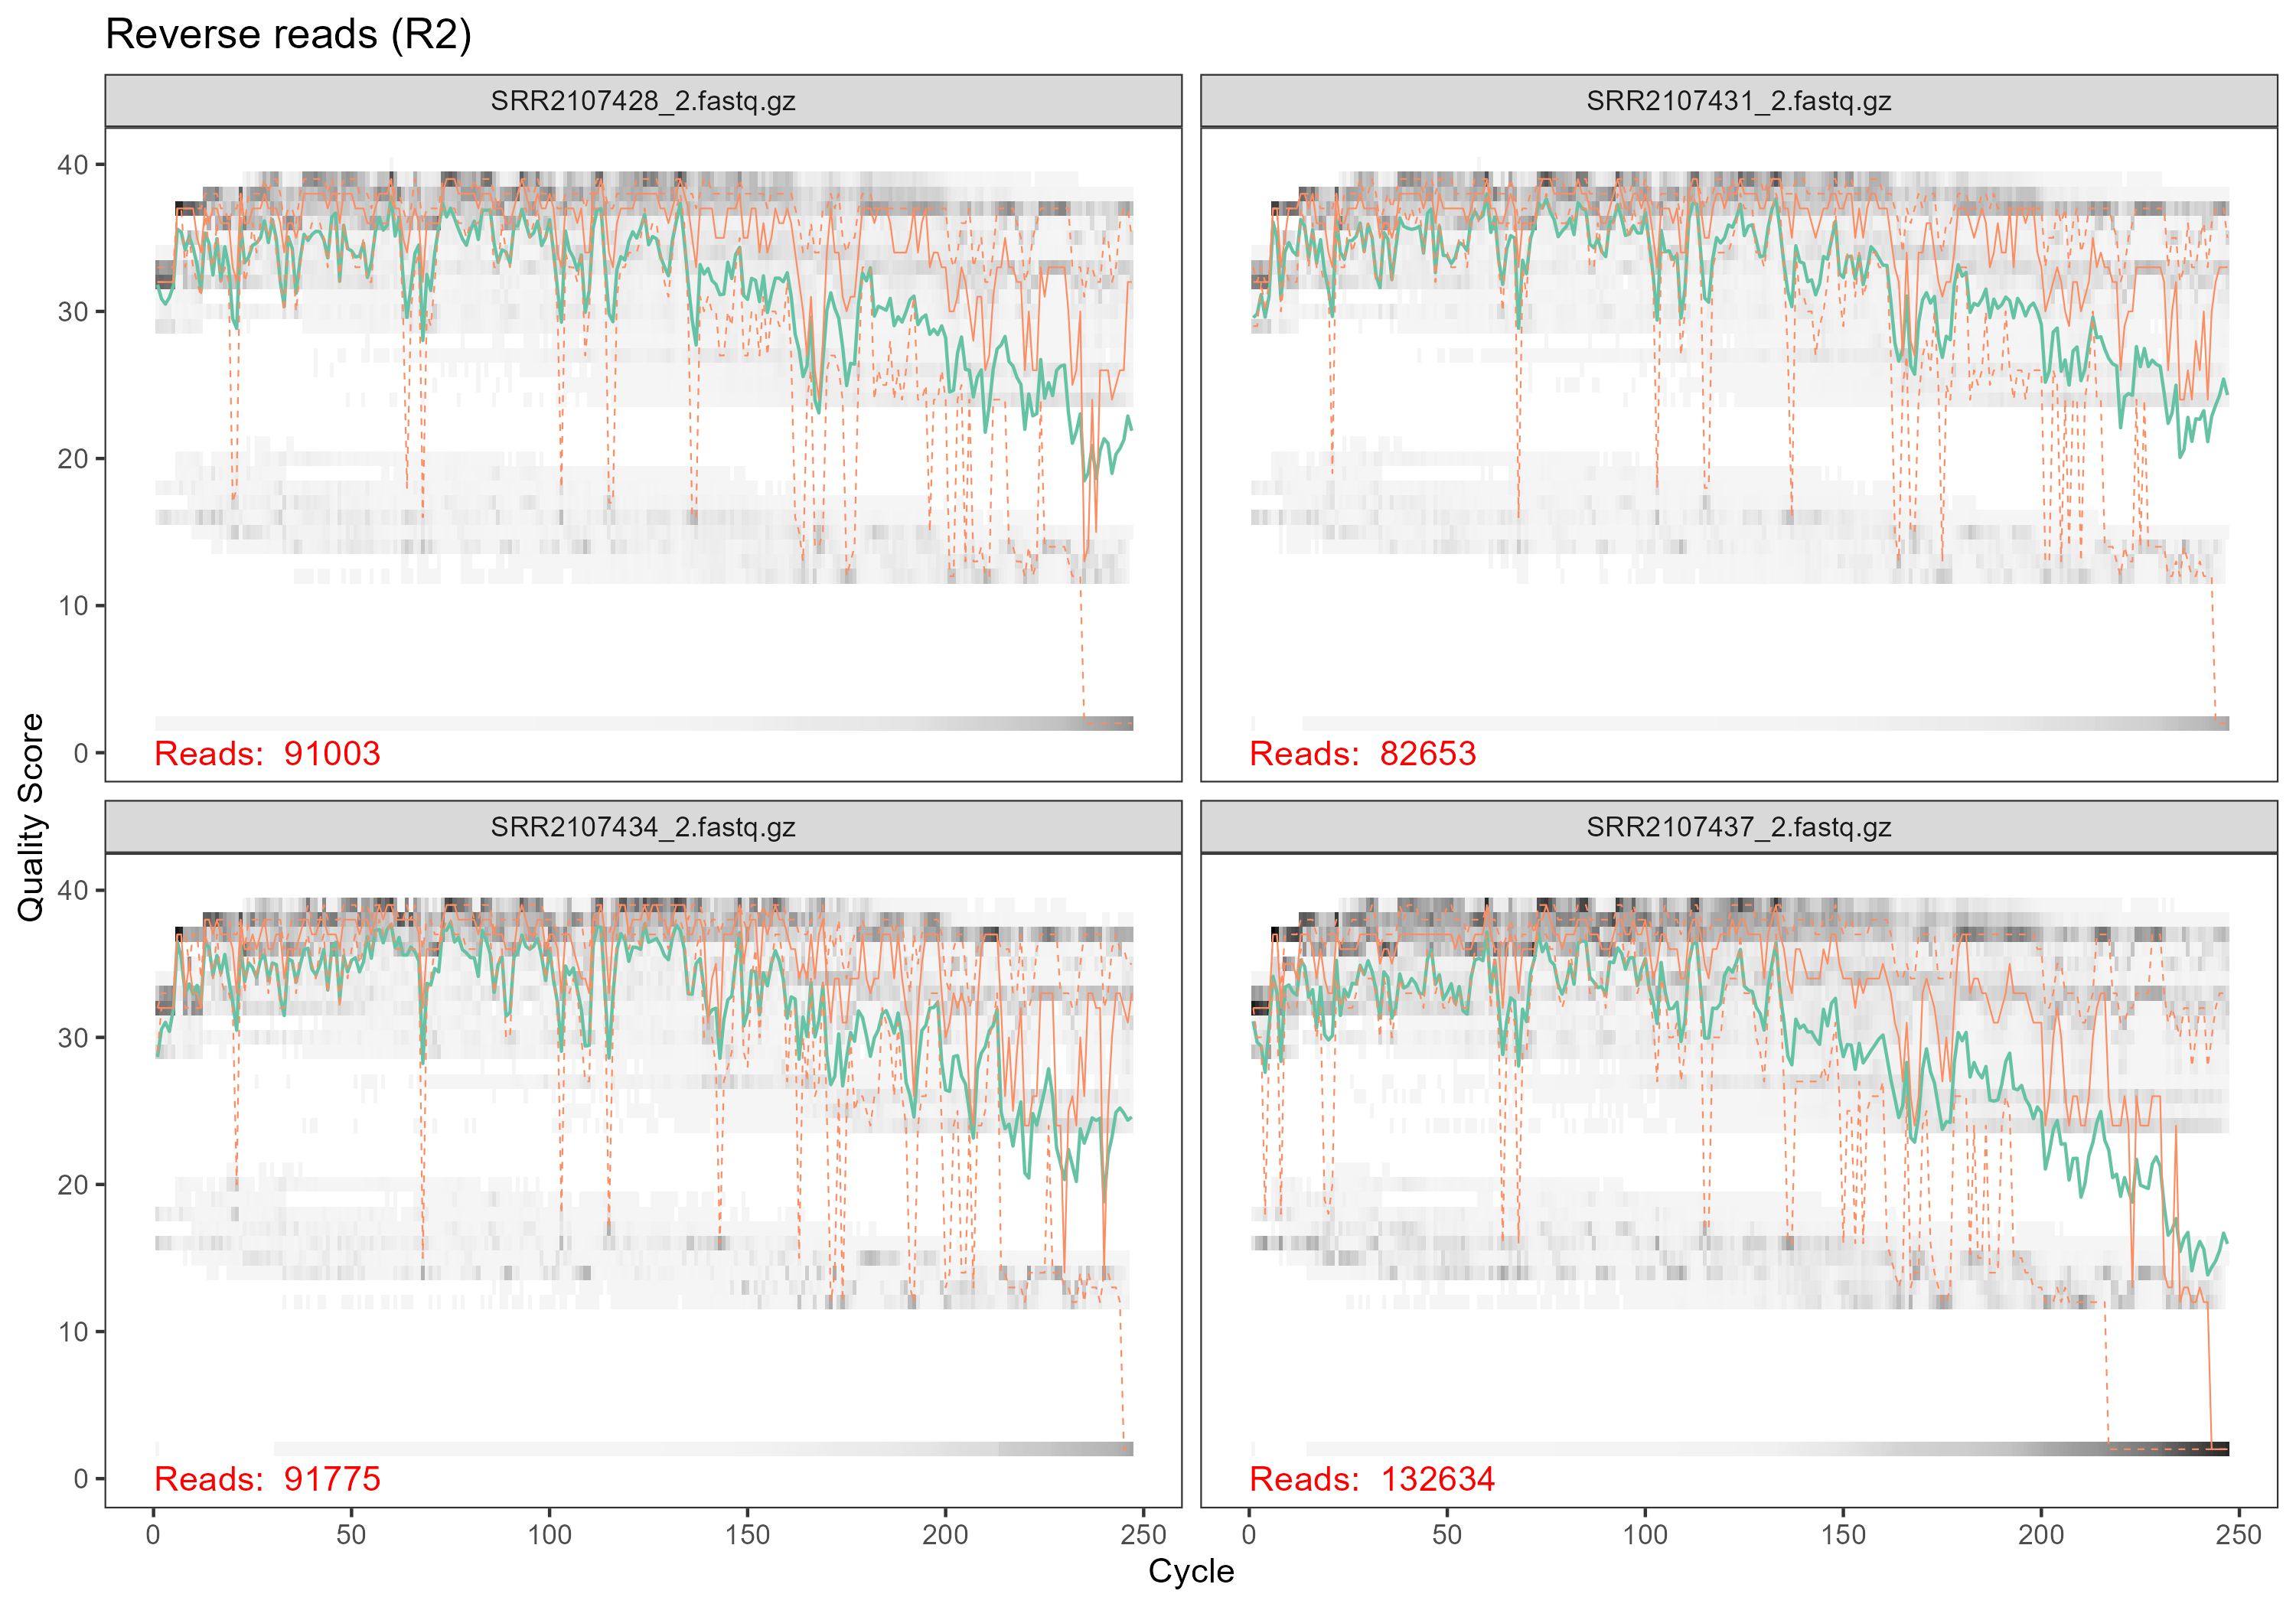 Reverse reads (R2)
SRR2107428_2.fastq.gz
SRR2107431_2.fastq.gz
40
30
20
10
0
Reads: 91003
Reads: 82653
Quality Score
SRR2107434_2.fastq.gz
SRR2107437_2.fastq.gz
40
30
20
10
0
Reads: 91775
Reads: 132634
0 50 100 150 200 250
0 50 100 150 200 250
Cycle